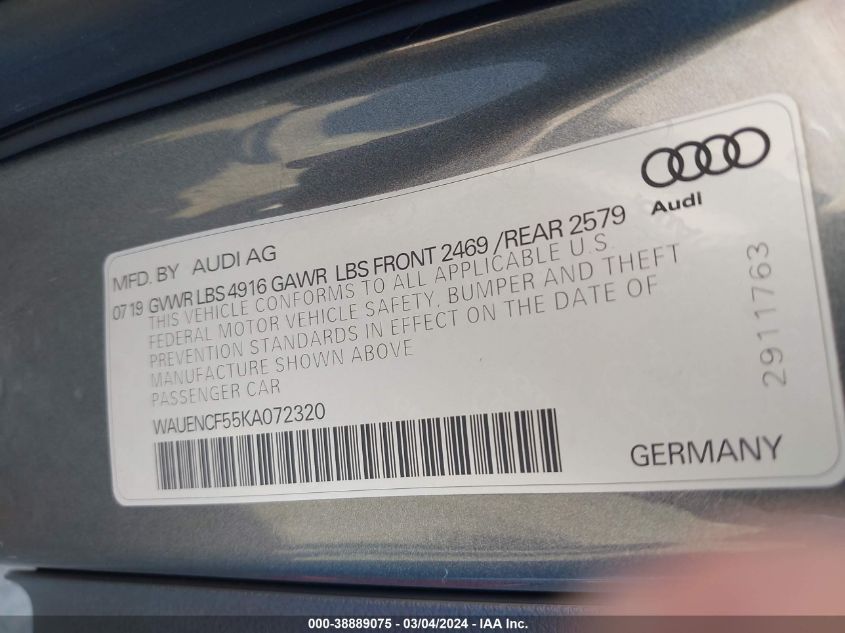 Audi
MFD. BY AUDI AG
07 19 GVWR LBS 4916 GAWR LBS FRONT 2469 /REAR 2579
THIS VEHICLE CONFORMS TO ALL APPLICABLE U.S.
FEDERAL MOTOR VEHICLE SAFETY, BUMPER AND THEFT
PREVENTION STANDARDS IN EFFECT ON THE DATE OF
MANUFACTURE SHOWN ABOVE
PASSENGER CAR
WAUENCF55KA072320
GERMANY
2911763
000-38889075 - 03/04/2024 - IAA Inc.